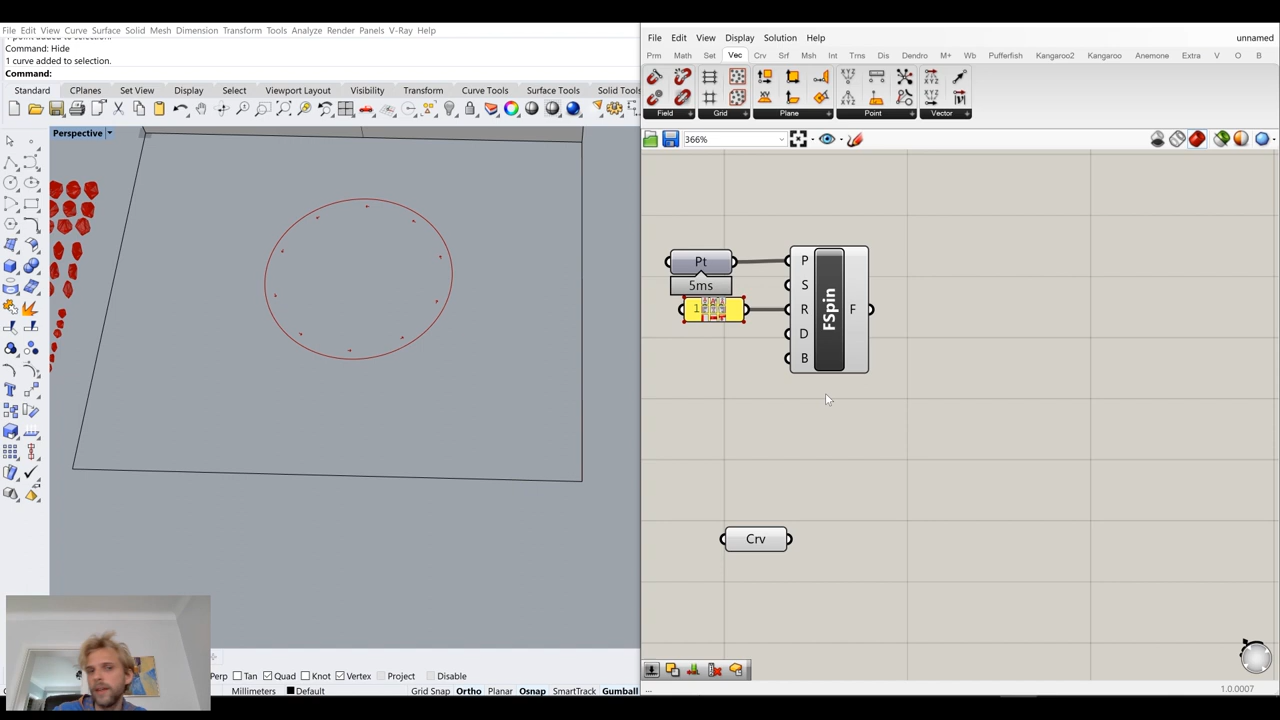 File Edit View Curve Surface Solid Mesh Dimension Transform Tools Analyze Render Panels V-Ray Help
Command: Hide
1 curve added to selection.
Command:
Standard CPlanes Set View Display Select Viewport Layout Visibility Transform Curve Tools Surface Tools Solid Tools
Perspective
Perp Tan Quad Knot Vertex Project Disable
Millimeters Default Grid Snap Ortho Planar Osnap SmartTrack Gumball
File Edit View Display Solution Help unnamed
Prm Math Set Vec Crv Srf Msh Int Trns Dis Dendro M+ Wb Pufferfish Kangaroo2 Kangaroo Anemone Extra V O B
Field Grid Plane Point Vector
366%
Pt
5ms
1
P
S
R
D
B
FSpin
F
Crv
...
1.0.0007